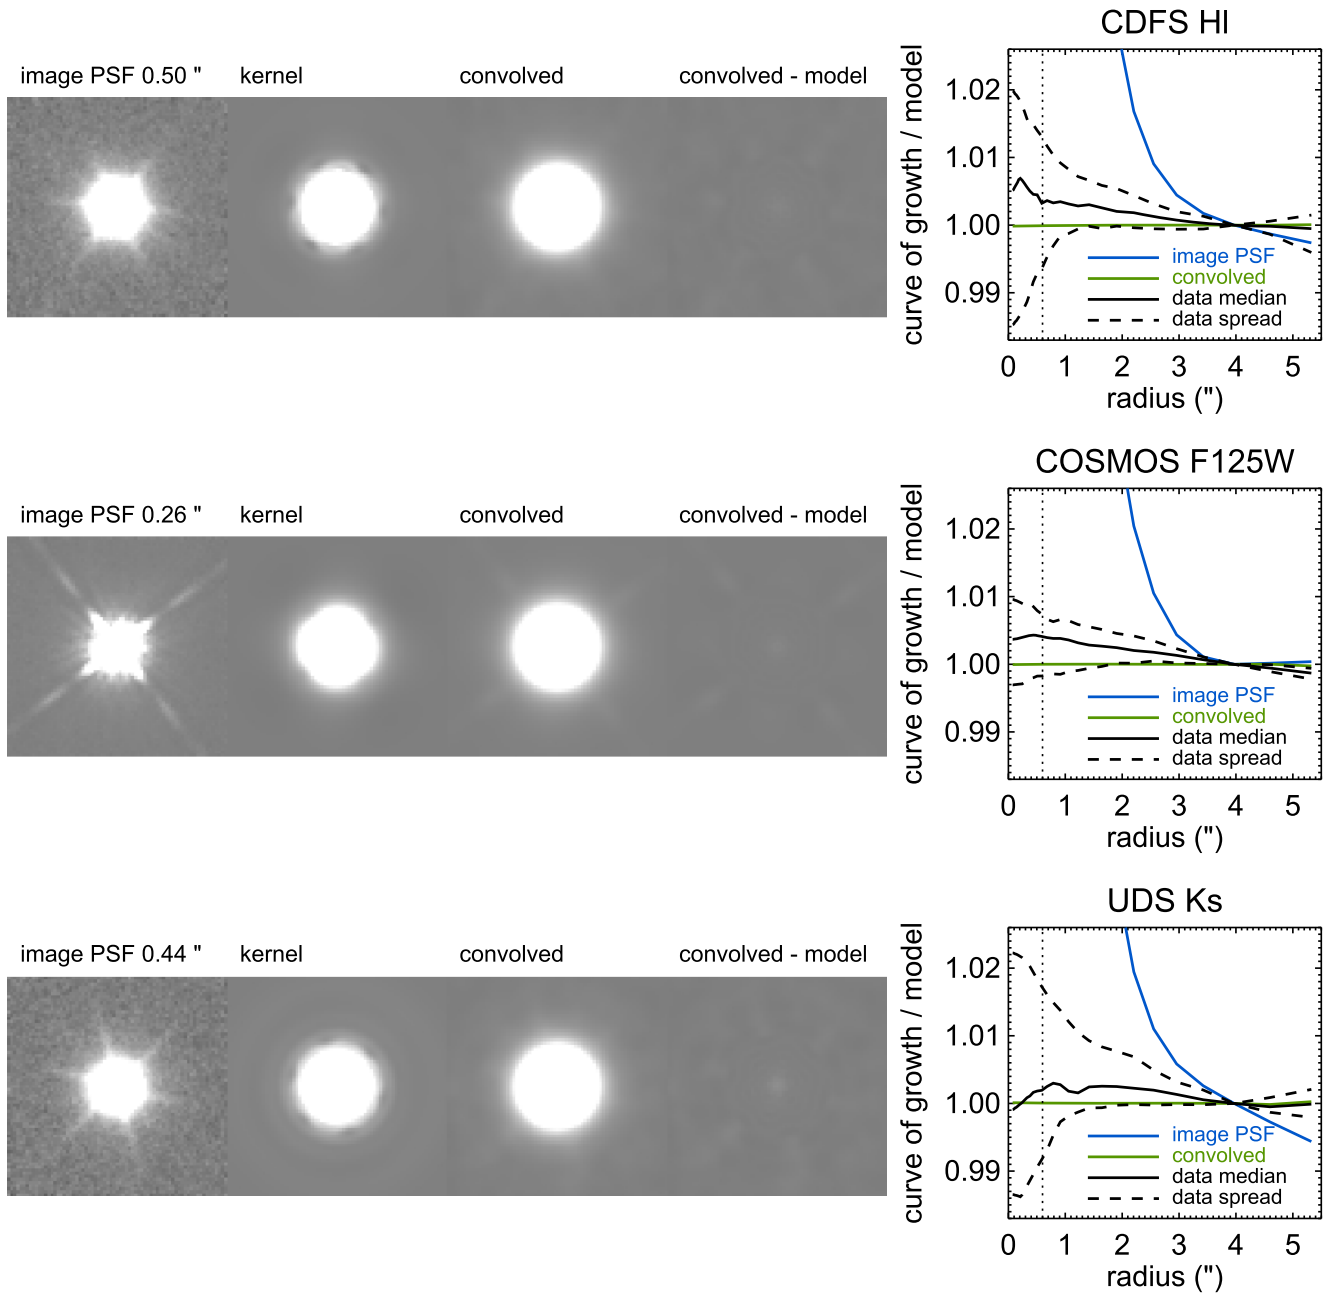 CDFS Hl
image PSF 0.50 "
kernel
convolved
convolved - model
curve of growth / model
1.02
1.01
1.00
0.99
image PSF
convolved
data median
data spread
0 1 2 3 4 5
radius (")
COSMOS F125W
image PSF 0.26 "
kernel
convolved
convolved - model
curve of growth / model
1.02
1.01
1.00
0.99
image PSF
convolved
data median
data spread
0 1 2 3 4 5
radius (")
UDS Ks
image PSF 0.44 "
kernel
convolved
convolved - model
curve of growth / model
1.02
1.01
1.00
0.99
image PSF
convolved
data median
data spread
0 1 2 3 4 5
radius (")